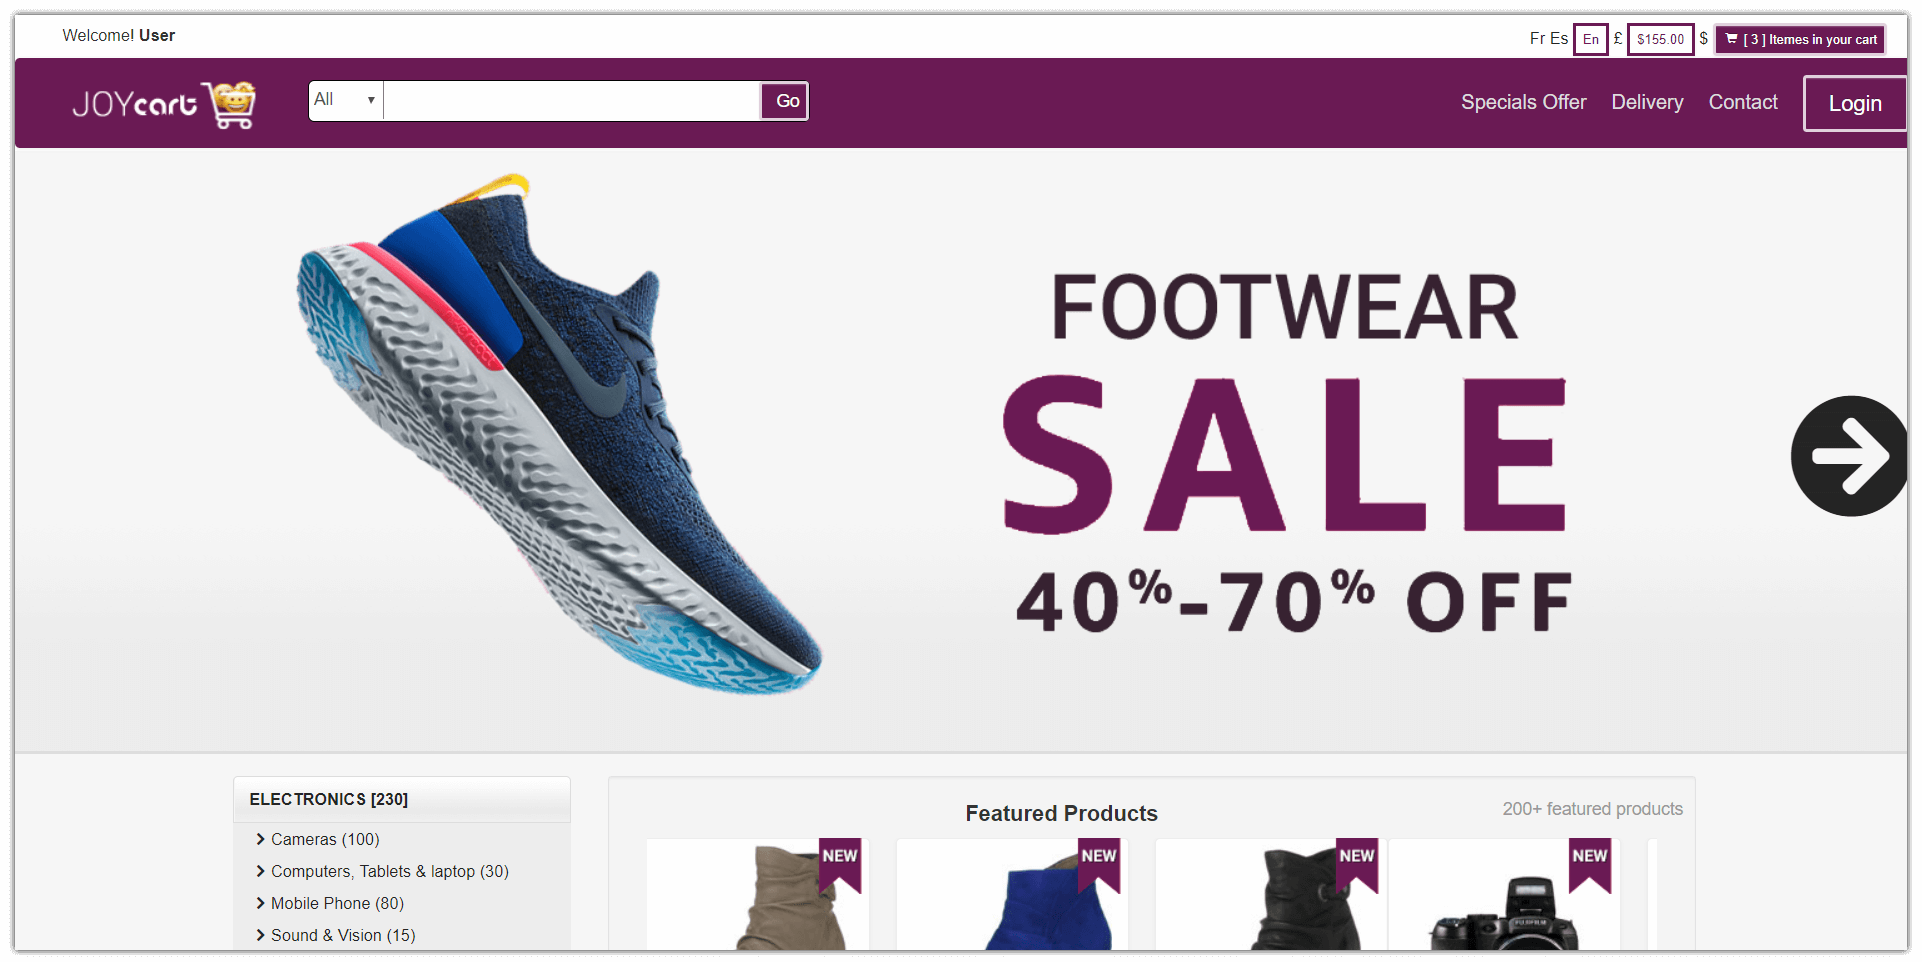 Welcome! User
Fr Es En £ $155.00 $ [ 3 ] Itemes in your cart
JOYcart
All Go
Specials Offer Delivery Contact Login
FOOTWEAR
SALE
40%-70% OFF
ELECTRONICS [230]
Cameras (100)
Computers, Tablets & laptop (30)
Mobile Phone (80)
Sound & Vision (15)
Featured Products
200+ featured products
NEW NEW NEW NEW
FUJIFILM